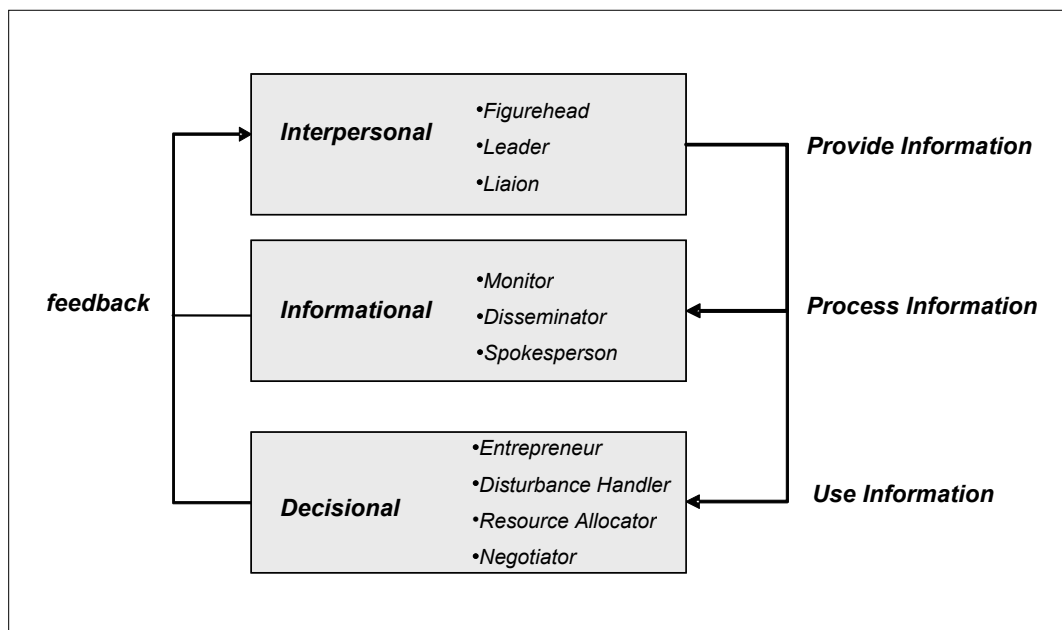 Interpersonal
•Figurehead
•Leader
•Liaion
Provide Information
feedback
Informational
•Monitor
•Disseminator
•Spokesperson
Process Information
Decisional
•Entrepreneur
•Disturbance Handler
•Resource Allocator
•Negotiator
Use Information